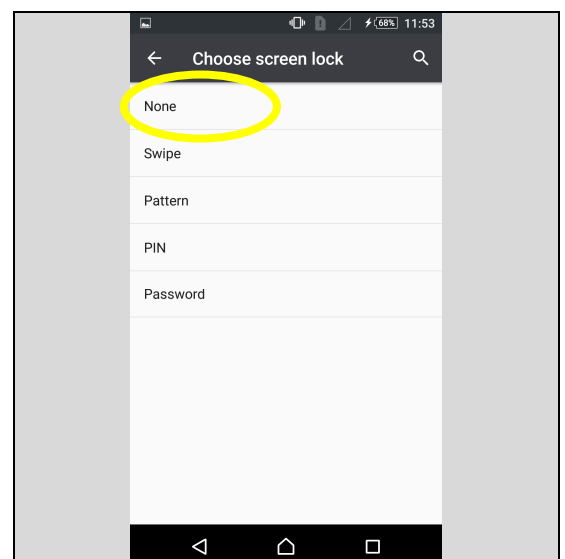 68% 11:53
Choose screen lock
None
Swipe
Pattern
PIN
Password